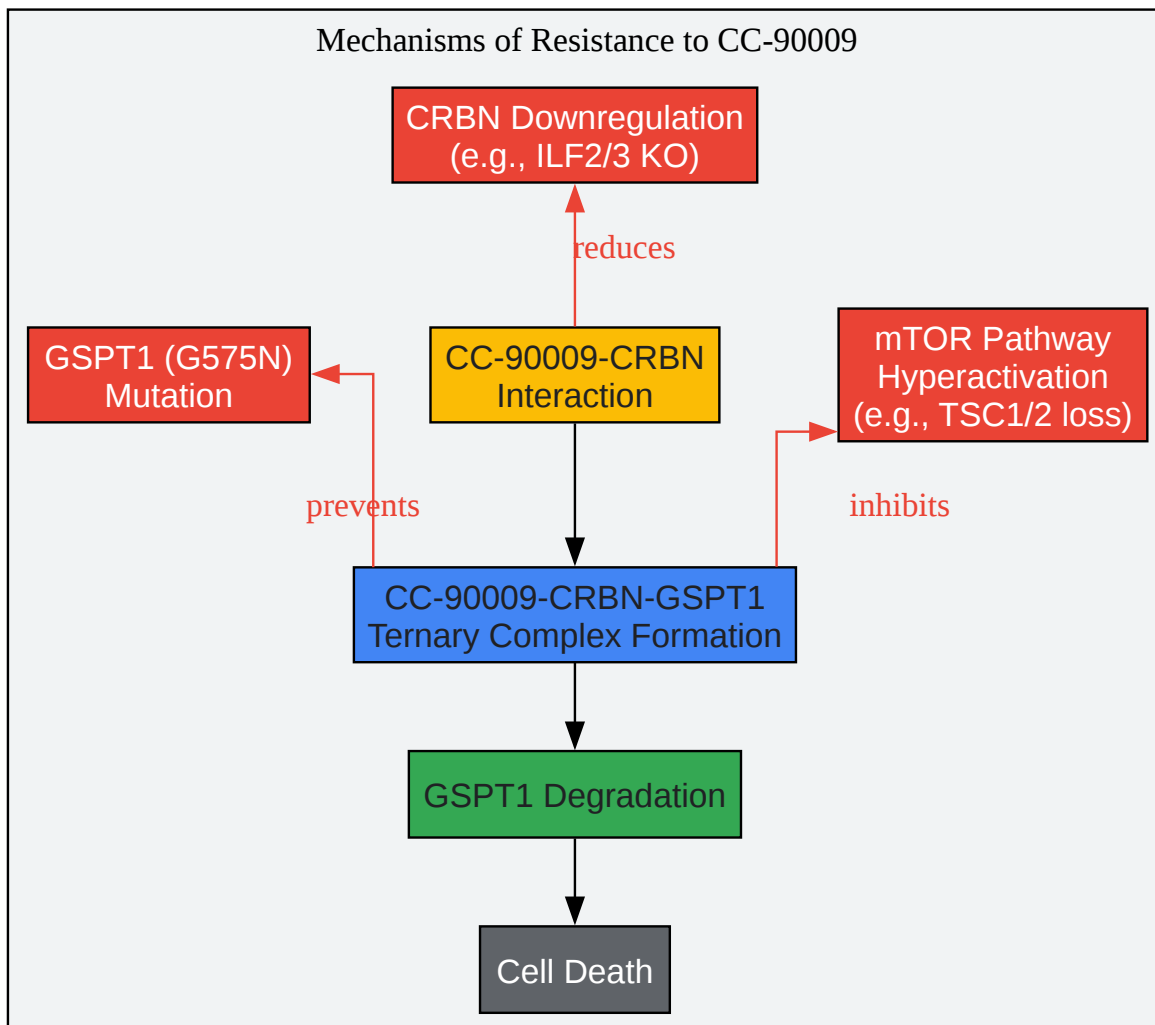 Mechanisms of Resistance to CC-90009
CRBN Downregulation
(e.g., ILF2/3 KO)
reduces
GSPT1 (G575N)
Mutation
CC-90009-CRBN
Interaction
mTOR Pathway
Hyperactivation
(e.g., TSC1/2 loss)
prevents
inhibits
CC-90009-CRBN-GSPT1
Ternary Complex Formation
GSPT1 Degradation
Cell Death